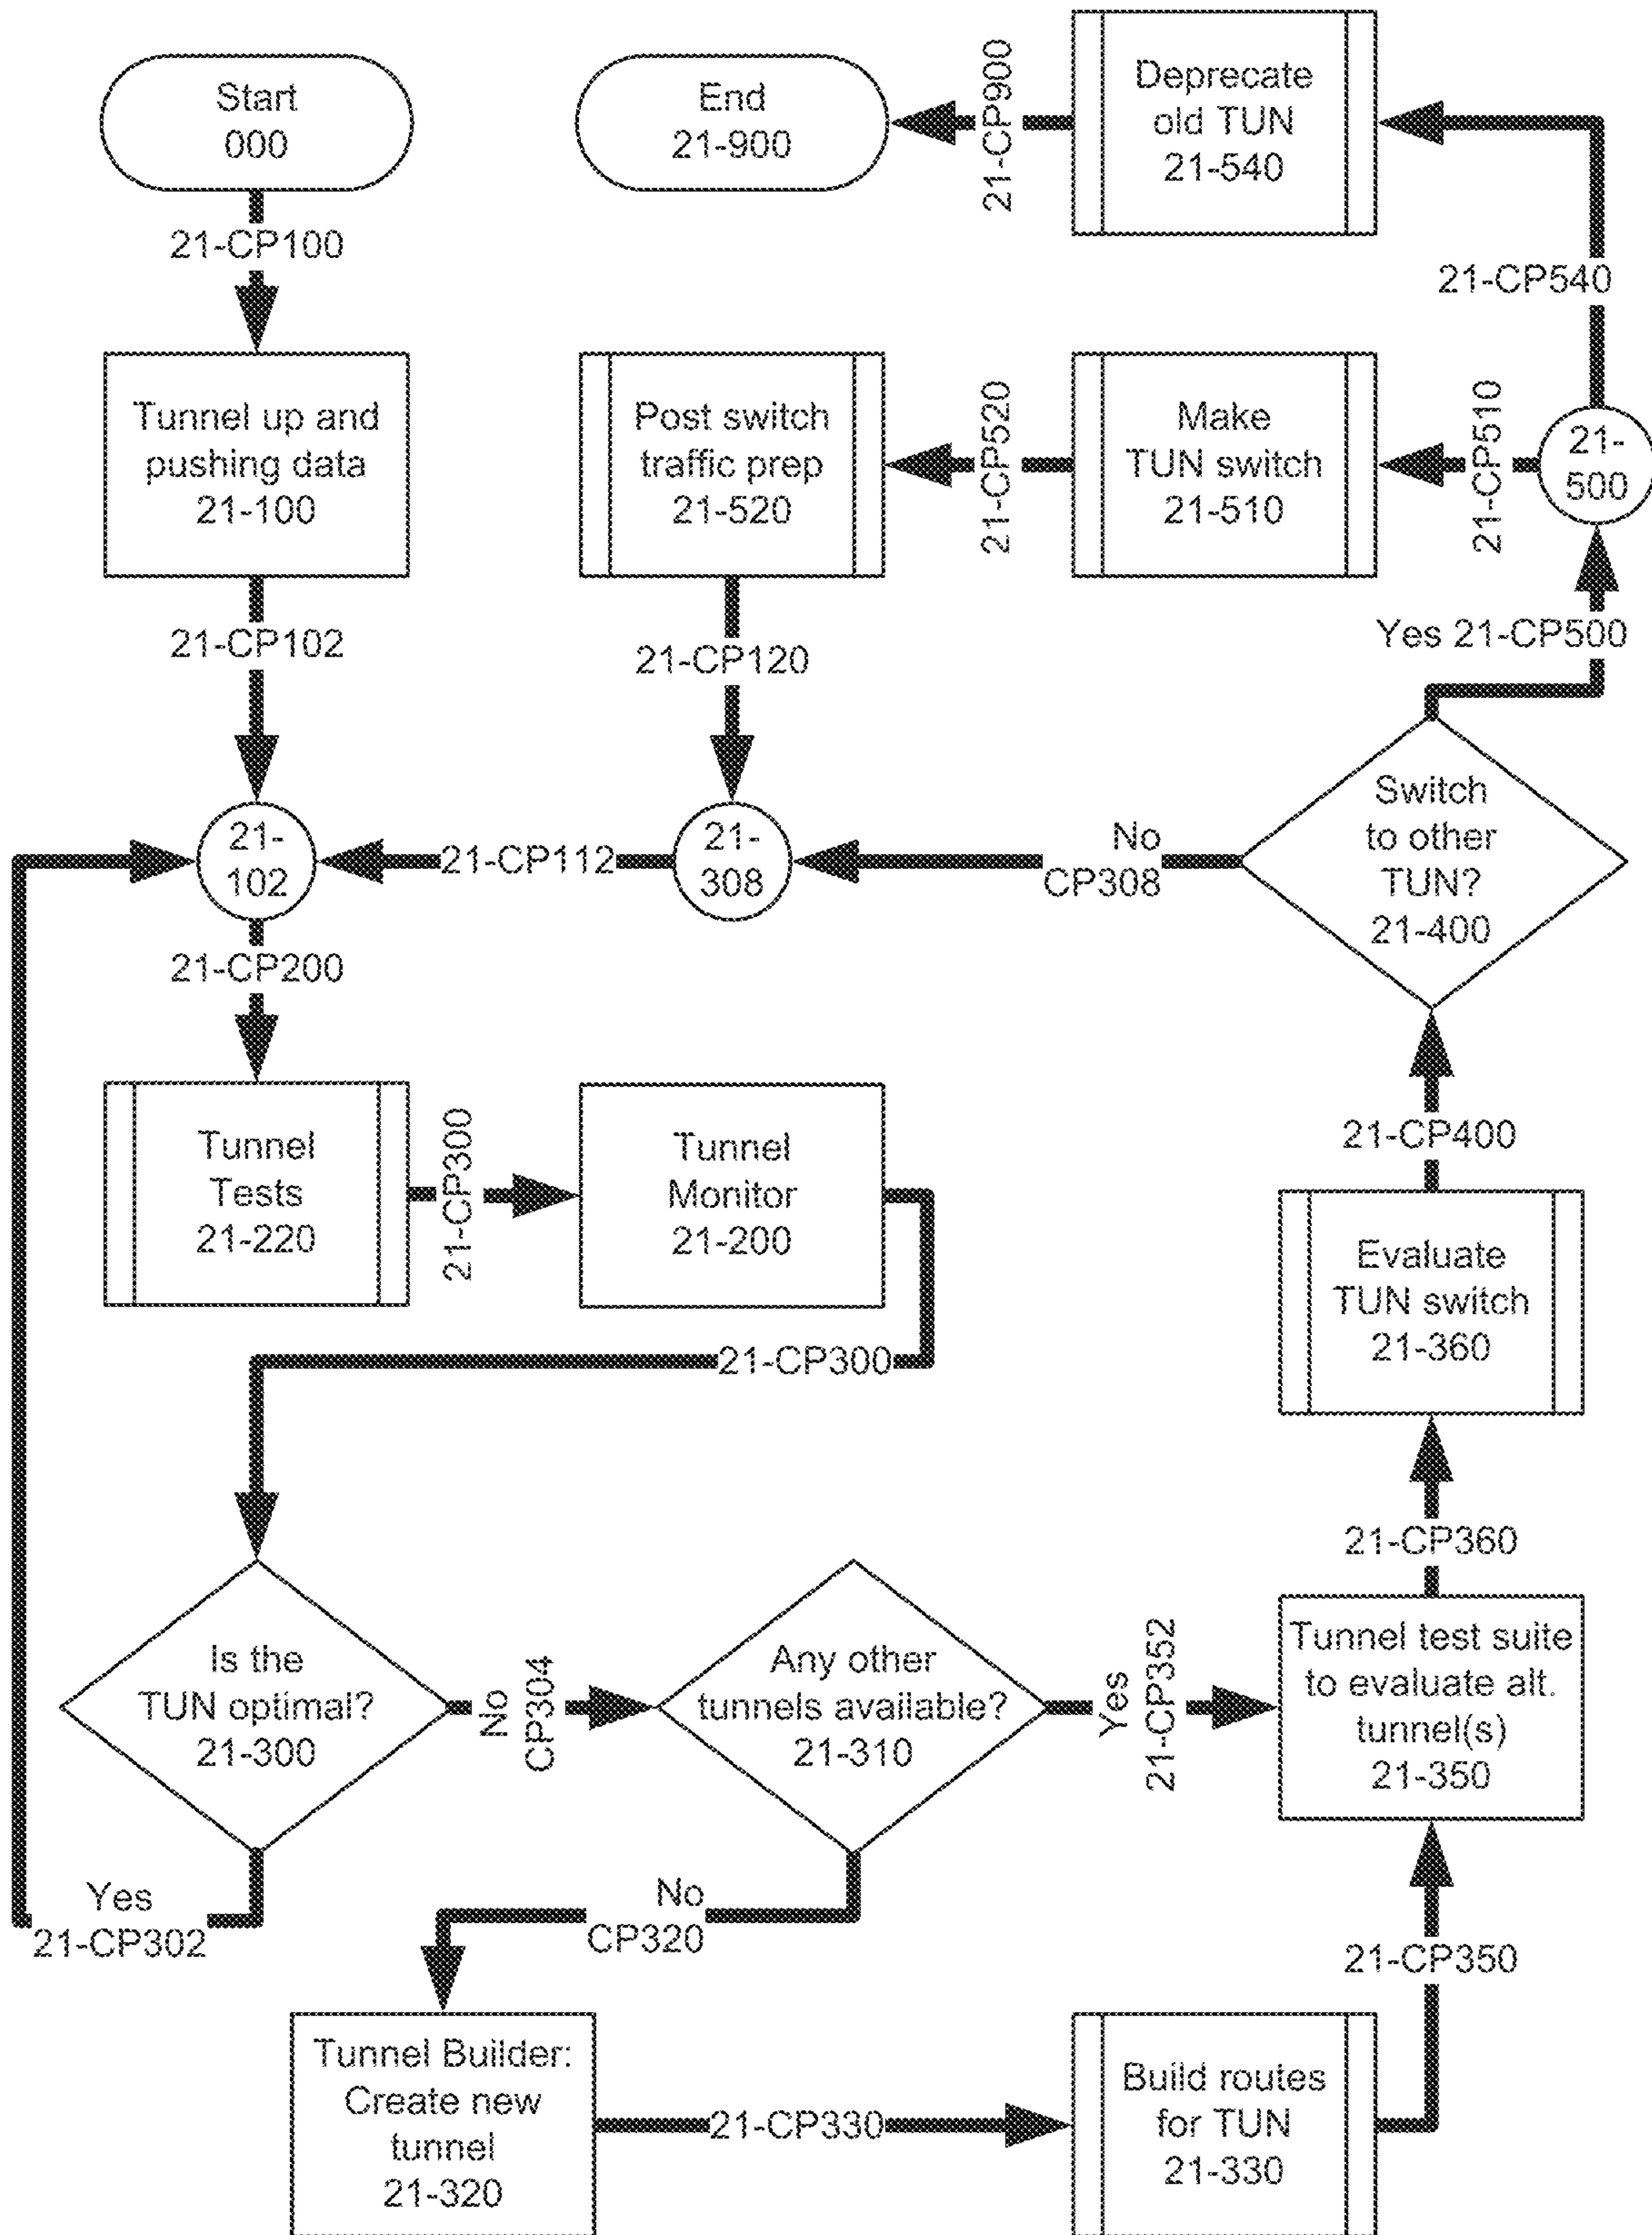 Start
000
End
21-900
21-CP900
Deprecate
old TUN
21-540
21-CP100
21-CP540
Tunnel up and
pushing data
21-100
Post switch
traffic prep
21-520
21-CP520
Make
TUN switch
21-510
21-CP510
21-
500
21-CP102
21-CP120
Yes 21-CP500
21-
102
21-CP112
21-
308
No
CP308
Switch
to other
TUN?
21-400
21-CP200
Tunnel
Tests
21-220
21-CP300
Tunnel
Monitor
21-200
21-CP400
Evaluate
TUN switch
21-360
21-CP300
21-CP360
Is the
TUN optimal?
21-300
No
CP304
Any other
tunnels available?
21-310
Yes
21-CP352
Tunnel test suite
to evaluate alt.
tunnel(s)
21-350
Yes
21-CP302
No
CP320
21-CP350
Tunnel Builder:
Create new
tunnel
21-320
21-CP330
Build routes
for TUN
21-330